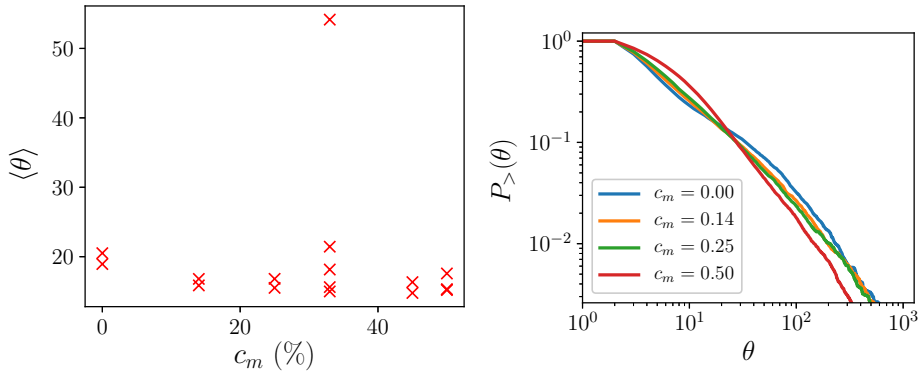 50
40
30
20
⟨θ⟩
0
20
40
c_m (%)
10^0
10^{-1}
10^{-2}
P_>(θ)
c_m = 0.00
c_m = 0.14
c_m = 0.25
c_m = 0.50
10^0
10^1
10^2
10^3
θ